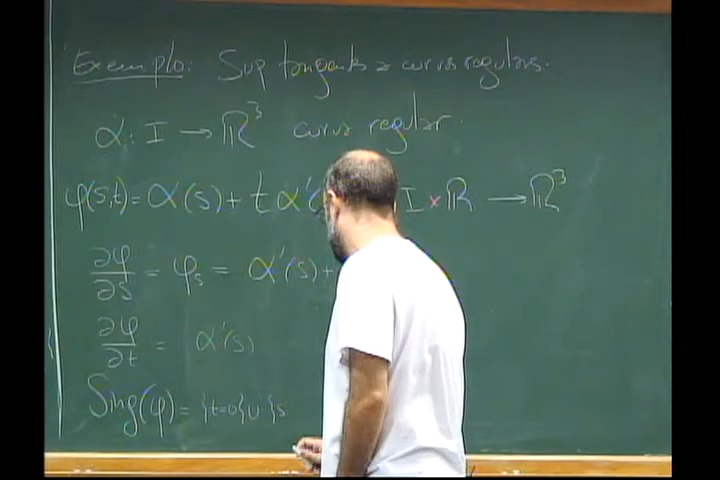 Exemplo: Sup tangentes a curvas regulares.
α: I → ℝ³ curva regular.
φ(s,t) = α(s) + t α'( I × ℝ → ℝ³
∂φ/∂s = φₛ = α'(s) +
∂φ/∂t = α'(s)
Sing(φ) = {t=0} ∪ {s